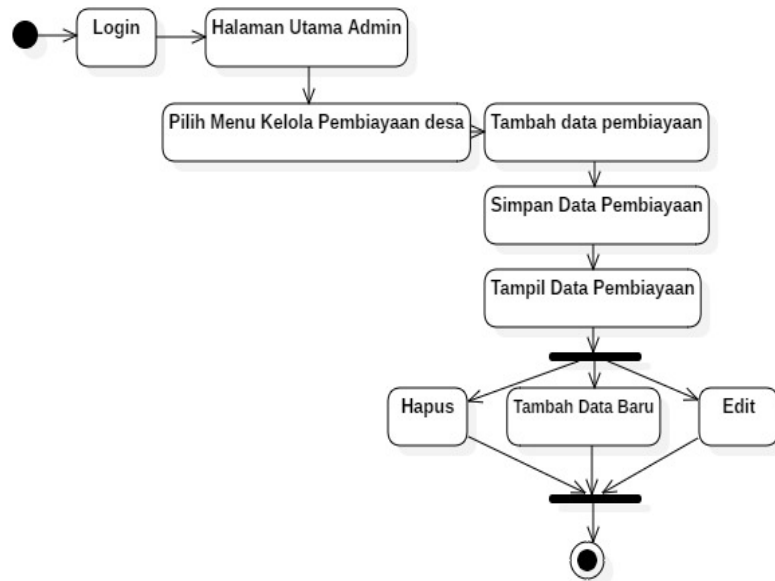 Login
Halaman Utama Admin
Pilih Menu Kelola Pembiayaan desa
Tambah data pembiayaan
Simpan Data Pembiayaan
Tampil Data Pembiayaan
Hapus
Tambah Data Baru
Edit